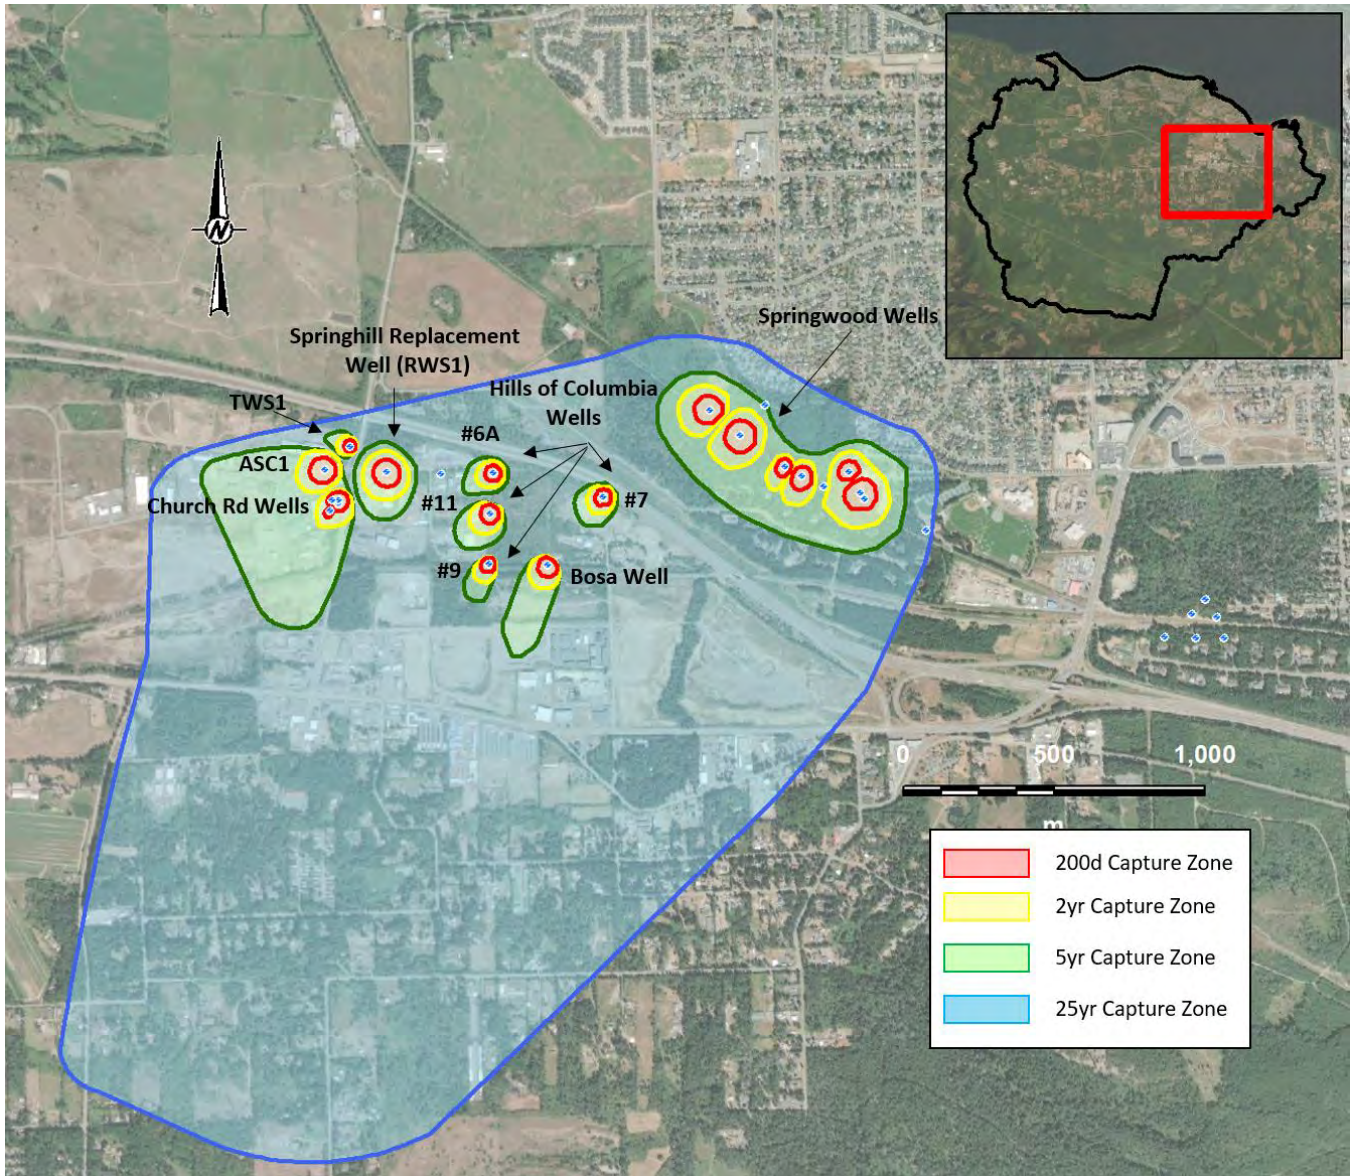 N
Springwood Wells
Springhill Replacement
Well (RWS1)
Hills of Columbia
Wells
TWS1
#6A
ASC1
Church Rd Wells
#11
#7
#9
Bosa Well
0 500 1,000
m
200d Capture Zone
2yr Capture Zone
5yr Capture Zone
25yr Capture Zone